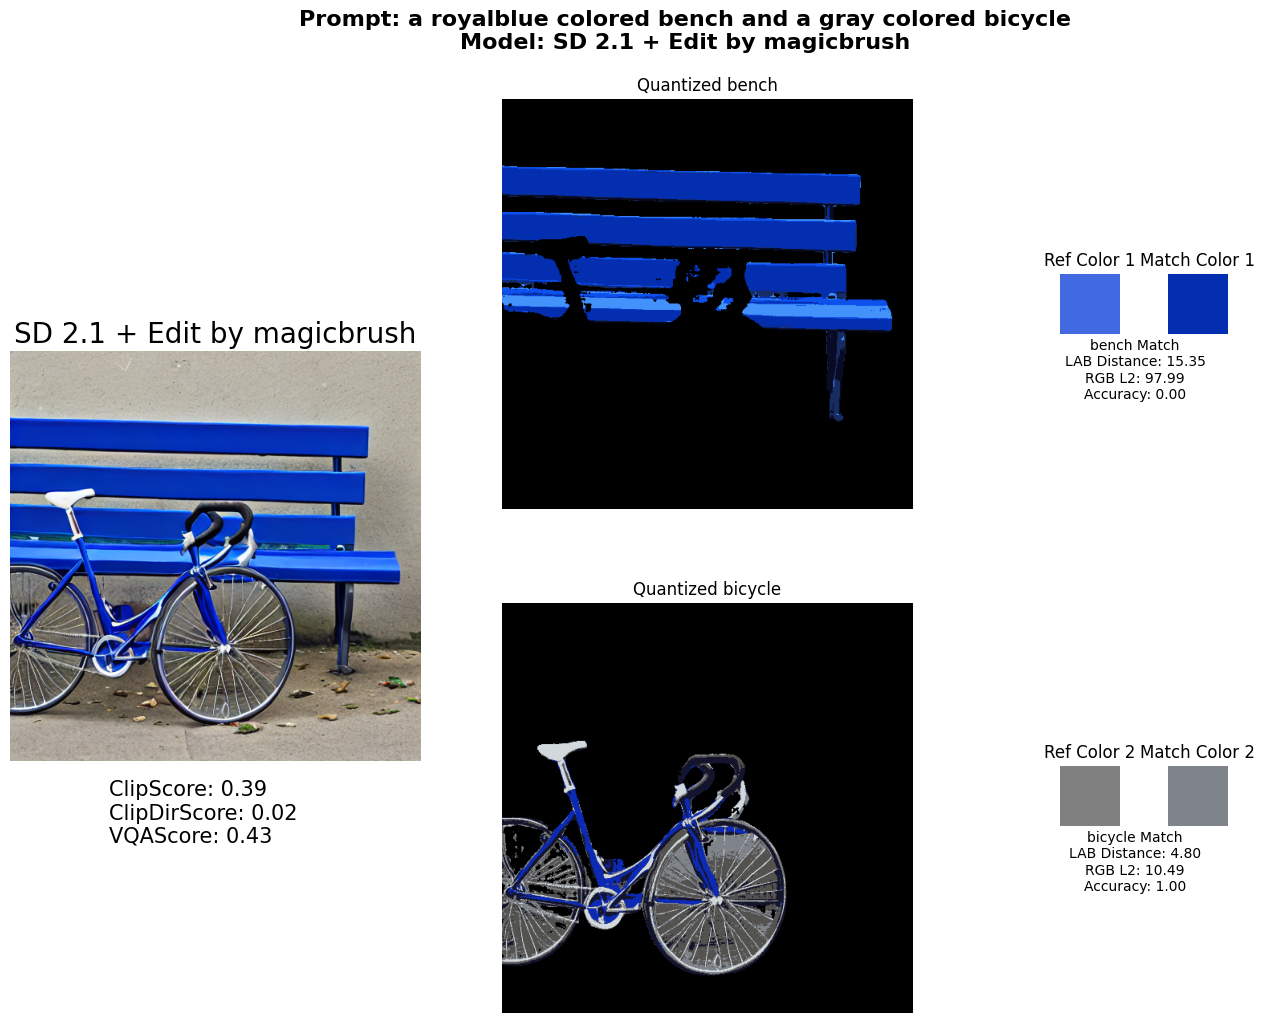 Prompt: a royalblue colored bench and a gray colored bicycle
Model: SD 2.1 + Edit by magicbrush
Quantized bench
Ref Color 1 Match Color 1
bench Match
LAB Distance: 15.35
RGB L2: 97.99
Accuracy: 0.00
SD 2.1 + Edit by magicbrush
ClipScore: 0.39
ClipDirScore: 0.02
VQAScore: 0.43
Quantized bicycle
Ref Color 2 Match Color 2
bicycle Match
LAB Distance: 4.80
RGB L2: 10.49
Accuracy: 1.00